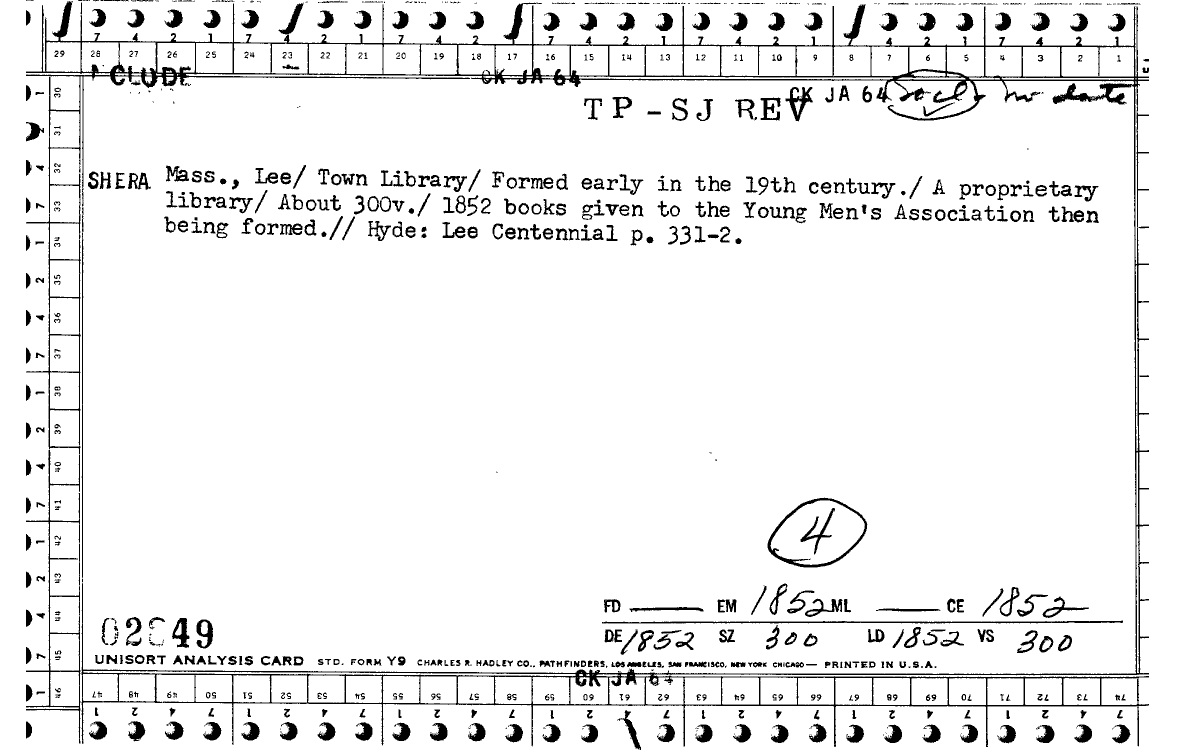 7 4 2 1 7 4 2 1 7 4 2 1 7 4 2 1 7 4 2 1 7 4 2 1 7 4 2 1
29 28 27 26 25 24 23 22 21 20 19 18 17 16 15 14 13 12 11 10 9 8 7 6 5 4 3 2 1
CLUDE CK JA 64 CK JA 64 socl - no date
TP-SJ REV
SHERA Mass., Lee/ Town Library/ Formed early in the 19th century./ A proprietary
library/ About 300v./ 1852 books given to the Young Men's Association then
being formed.// Hyde: Lee Centennial p. 331-2.
1 30
2 31
4 32
7 33
1 34
2 35
4 36
7 37
1 38
2 39
4 40
7 41
1 42
2 43
4 44
7 45
1 46
4
FD EM 1852 ML CE 1852
DE 1852 SZ 300 LD 1852 VS 300
UNISORT ANALYSIS CARD STD. FORM Y9 CHARLES R. HADLEY CO., PATHFINDERS, LOS ANGELES, SAN FRANCISCO, NEW YORK CHICAGO — PRINTED IN U.S.A.
CK JA 64
47 48 49 50 51 52 53 54 55 56 57 58 59 60 61 62 63 64 65 66 67 68 69 70 71 72 73 74
1 2 4 7 1 2 4 7 1 2 4 7 1 2 4 7 1 2 4 7 1 2 4 7 1 2 4 7